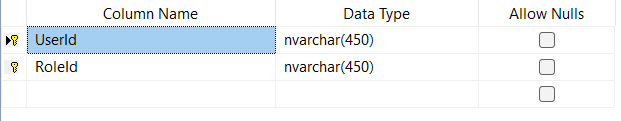 Column Name Data Type Allow Nulls
UserId nvarchar(450)
RoleId nvarchar(450)